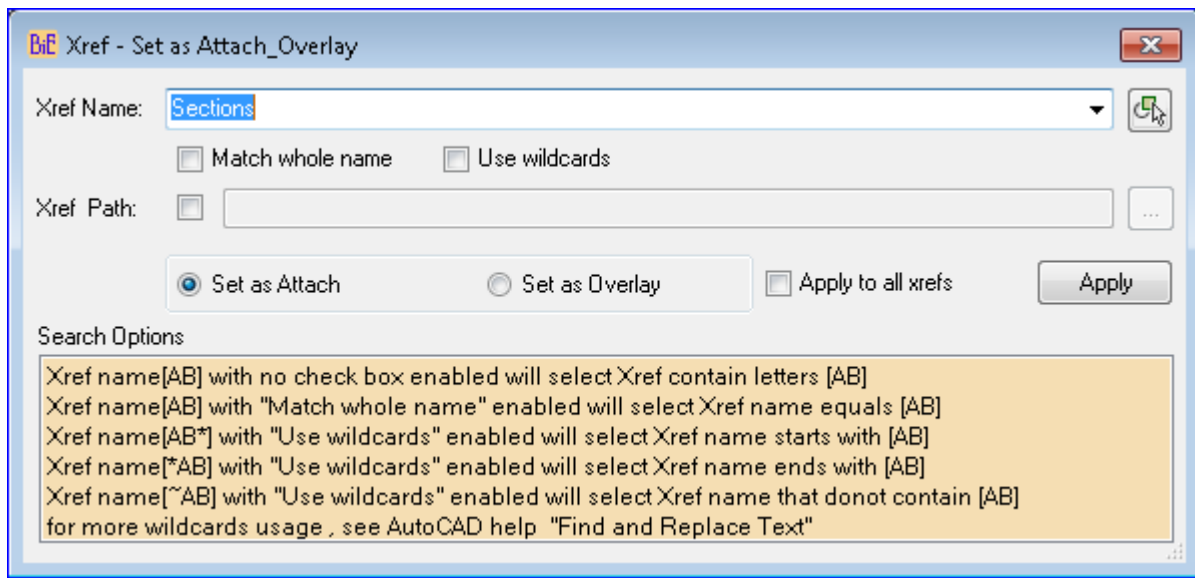 BiE Xref - Set as Attach_Overlay
Xref Name: Sections
Match whole name Use wildcards
Xref Path: ...
Set as Attach Set as Overlay Apply to all xrefs Apply
Search Options
Xref name[AB] with no check box enabled will select Xref contain letters [AB]
Xref name[AB] with "Match whole name" enabled will select Xref name equals [AB]
Xref name[AB*] with "Use wildcards" enabled will select Xref name starts with [AB]
Xref name[*AB] with "Use wildcards" enabled will select Xref name ends with [AB]
Xref name[~AB] with "Use wildcards" enabled will select Xref name that donot contain [AB]
for more wildcards usage , see AutoCAD help  "Find and Replace Text"